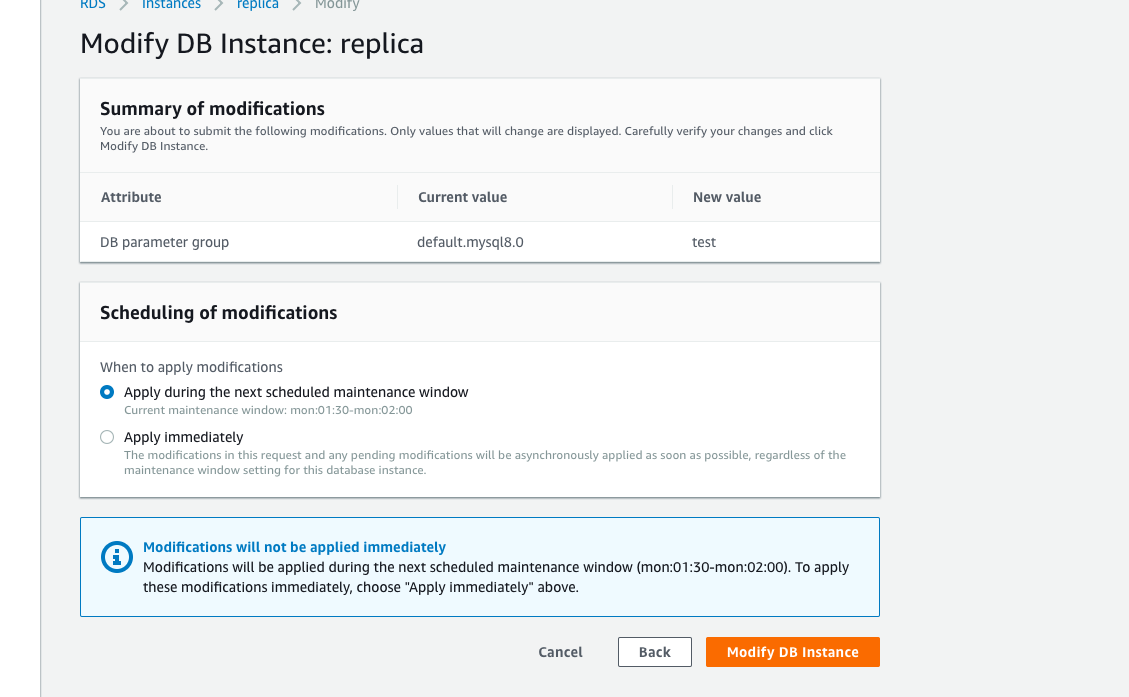 RDS Instances replica Modify
Modify DB Instance: replica
Summary of modifications
You are about to submit the following modifications. Only values that will change are displayed. Carefully verify your changes and click
Modify DB Instance.
Attribute Current value New value
DB parameter group default.mysql8.0 test
Scheduling of modifications
When to apply modifications
Apply during the next scheduled maintenance window
Current maintenance window: mon:01:30-mon:02:00
Apply immediately
The modifications in this request and any pending modifications will be asynchronously applied as soon as possible, regardless of the
maintenance window setting for this database instance.
Modifications will not be applied immediately
Modifications will be applied during the next scheduled maintenance window (mon:01:30-mon:02:00). To apply
these modifications immediately, choose "Apply immediately" above.
Cancel Back Modify DB Instance